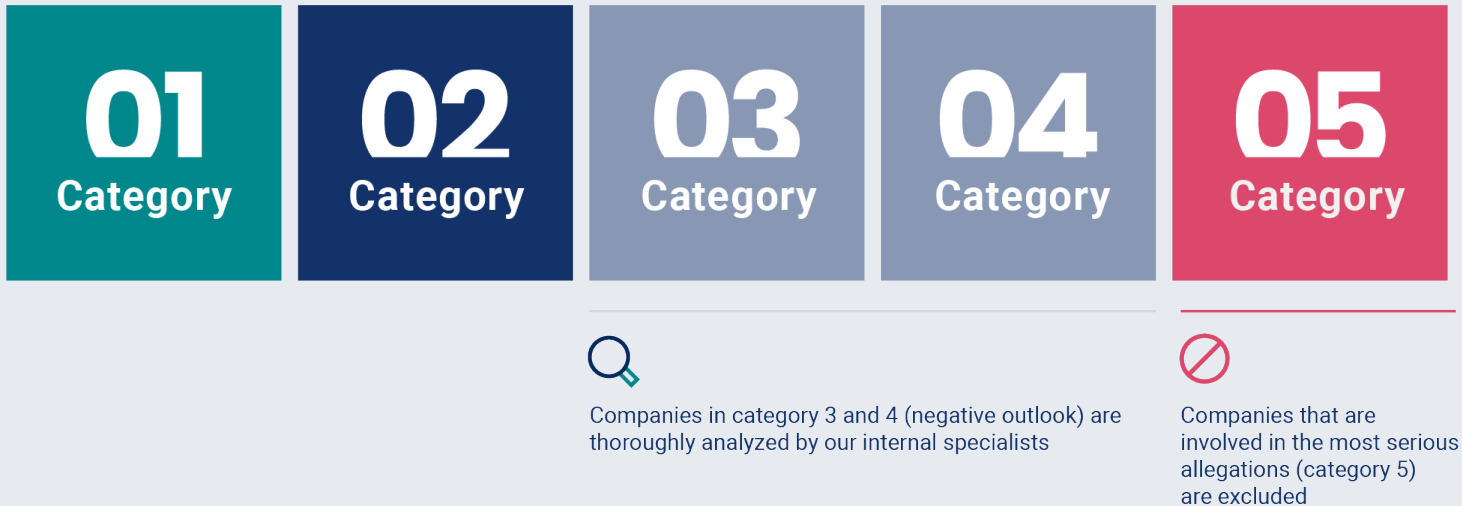 01
Category
02
Category
03
Category
04
Category
05
Category
Companies in category 3 and 4 (negative outlook) are
thoroughly analyzed by our internal specialists
Companies that are
involved in the most serious
allegations (category 5)
are excluded